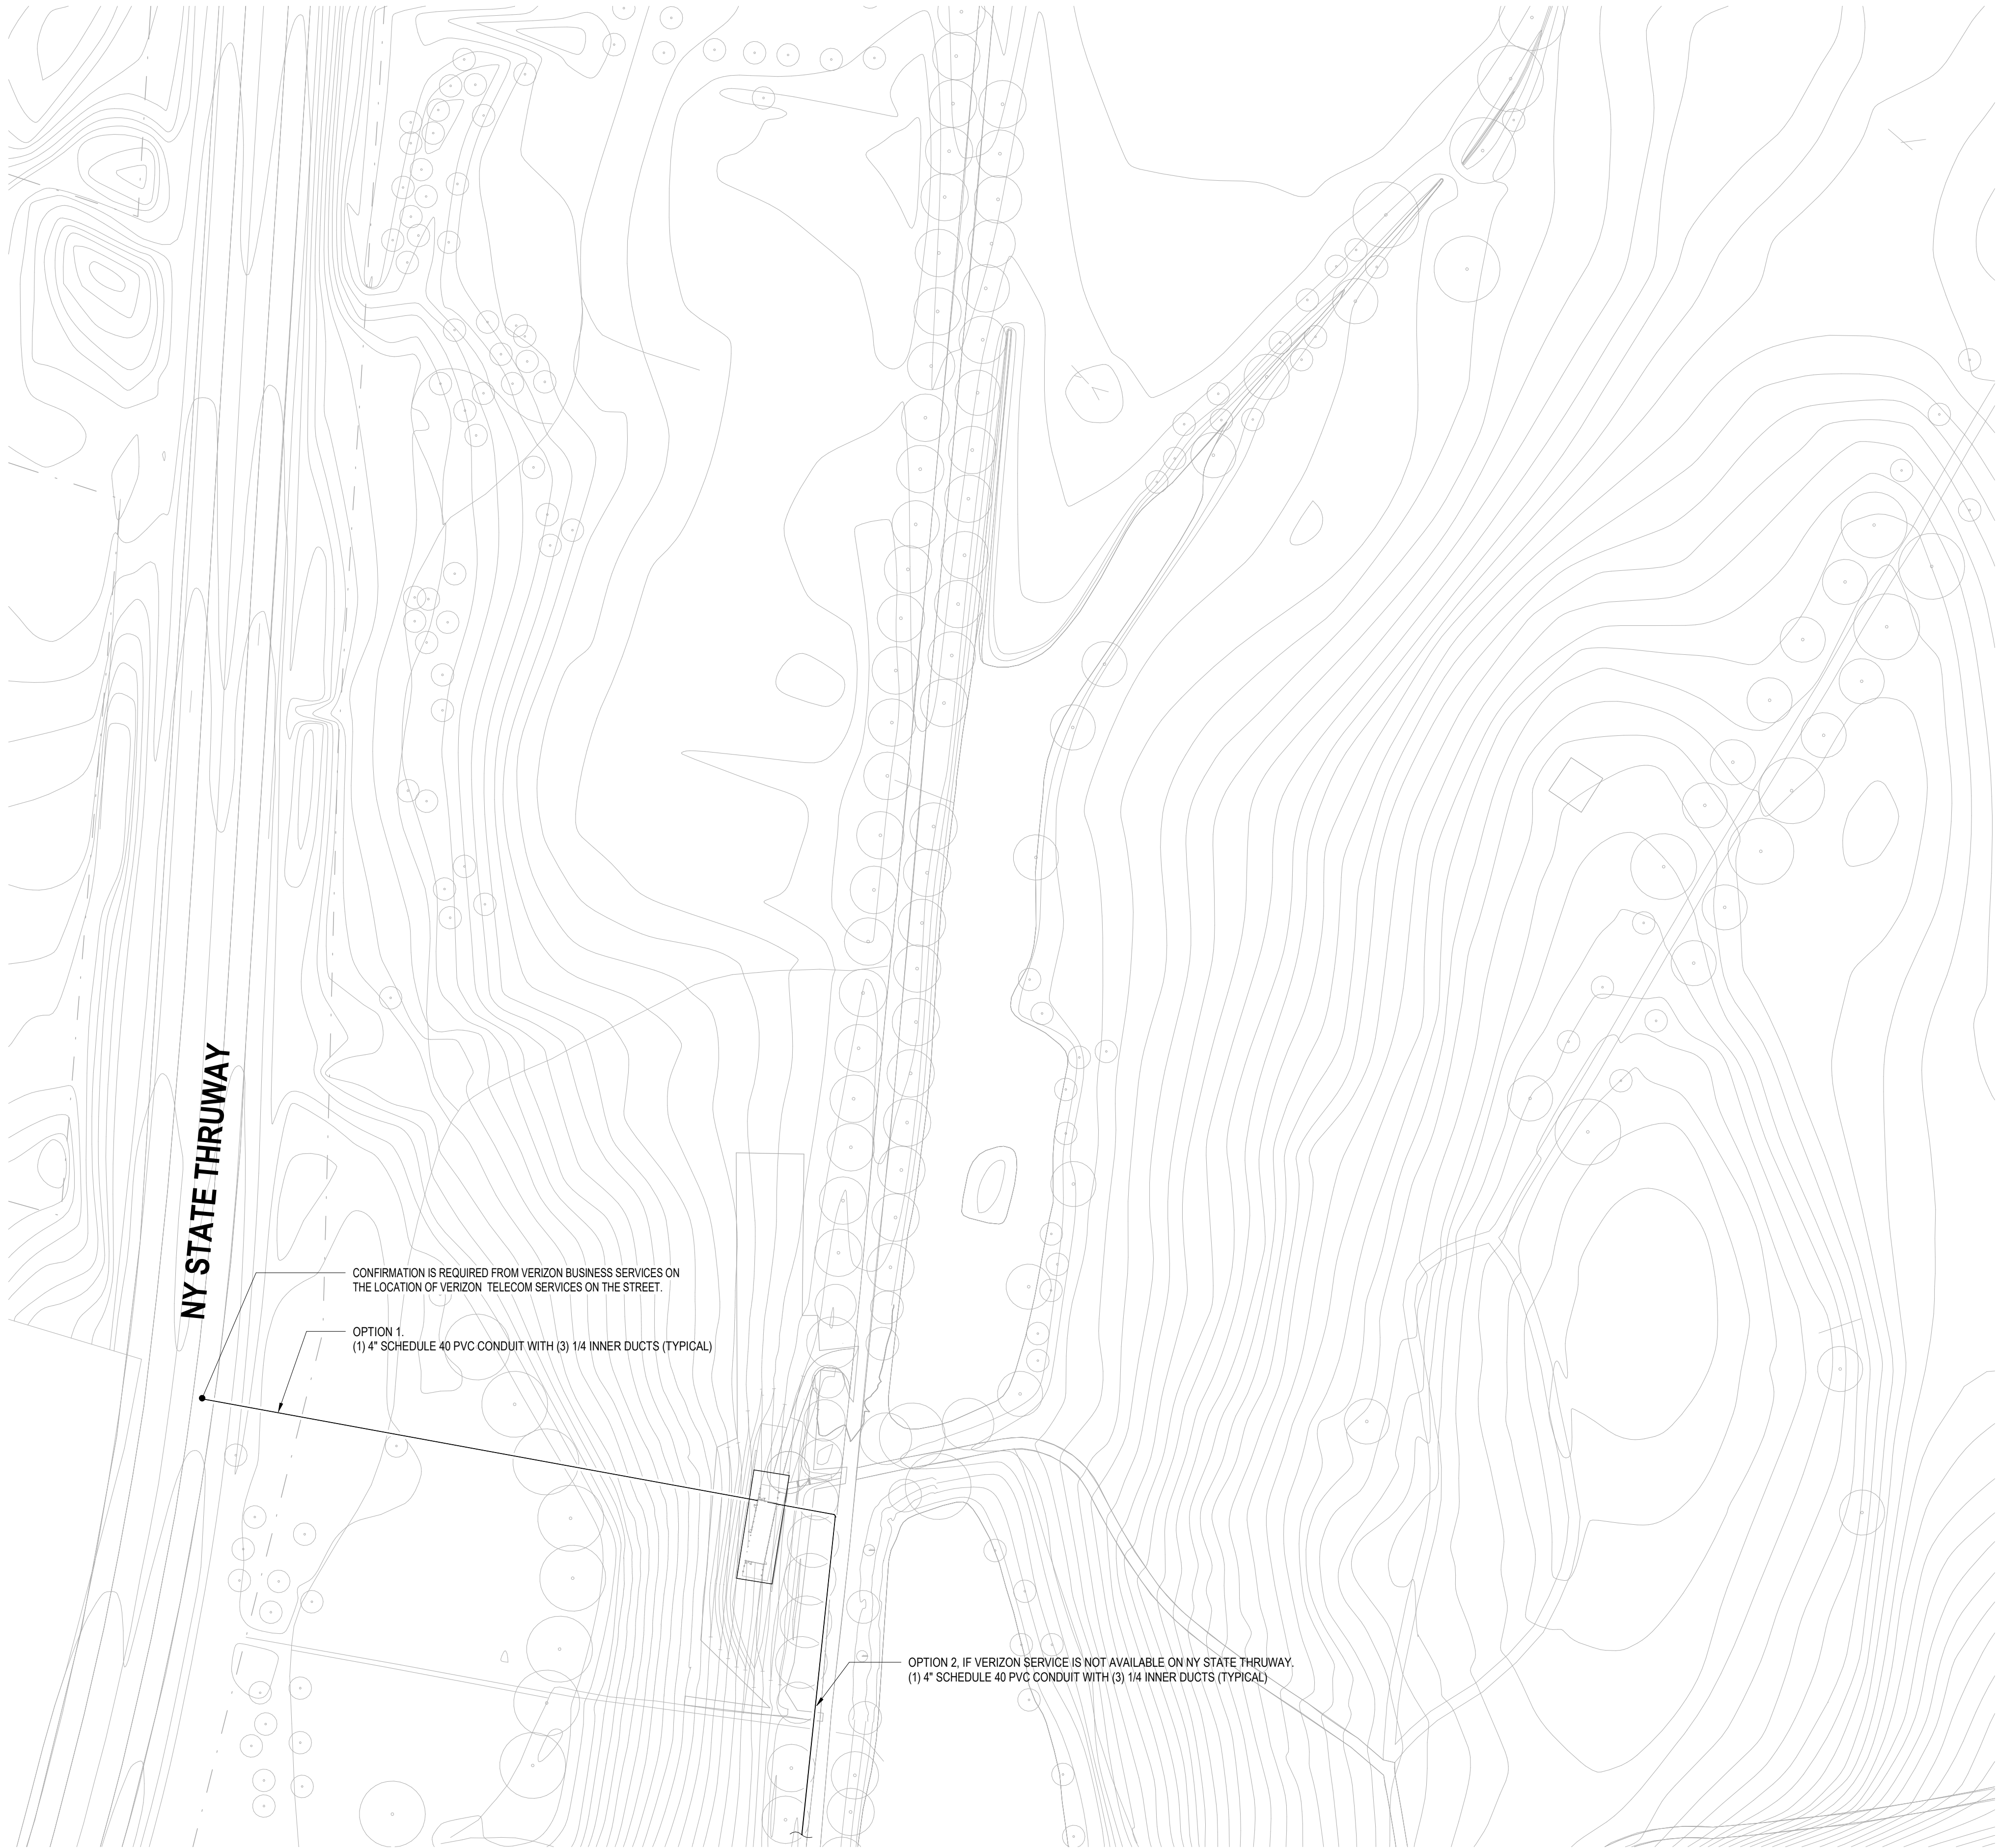 NY STATE THRUWAY
CONFIRMATION IS REQUIRED FROM VERIZON BUSINESS SERVICES ON
THE LOCATION OF VERIZON TELECOM SERVICES ON THE STREET.
OPTION 1.
(1) 4" SCHEDULE 40 PVC CONDUIT WITH (3) 1/4 INNER DUCTS (TYPICAL)
OPTION 2, IF VERIZON SERVICE IS NOT AVAILABLE ON NY STATE THRUWAY.
(1) 4" SCHEDULE 40 PVC CONDUIT WITH (3) 1/4 INNER DUCTS (TYPICAL)